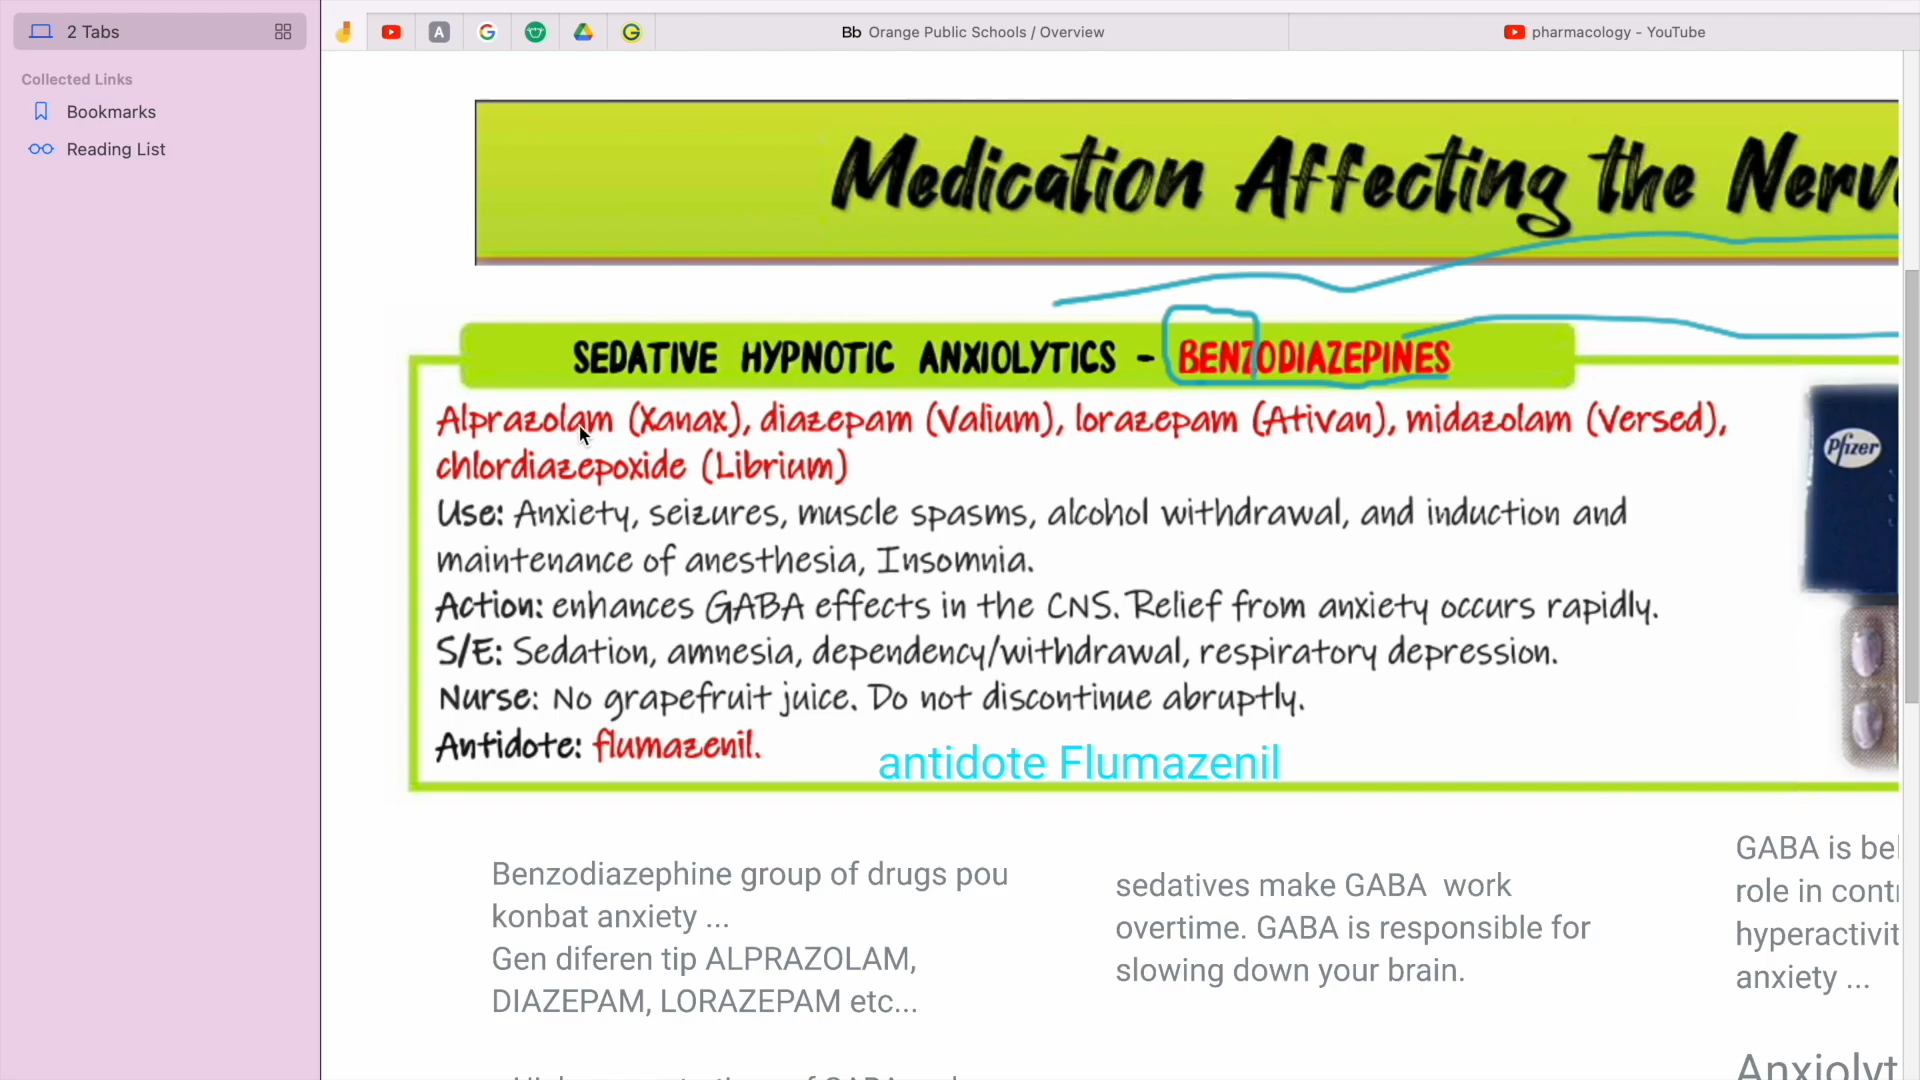 2 Tabs
Collected Links
Bookmarks
Reading List
A
G
G
Bb Orange Public Schools / Overview
pharmacology - YouTube
Medication Affecting the
SEDATIVE HYPNOTIC ANXIOLYTICS - BENZODIAZEPINES
Alprazolam (Xanax), diazepam (Valium), lorazepam (Ativan), midazolam (Versed),
chlordiazepoxide (Librium)
Use: Anxiety, seizures, muscle spasms, alcohol withdrawal, and induction and
maintenance of anesthesia, Insomnia.
Action: enhances GABA effects in the CNS. Relief from anxiety occurs rapidly.
S/E: Sedation, amnesia, dependency/withdrawal, respiratory depression.
Nurse: No grapefruit juice. Do not discontinue abruptly.
Antidote: flumazenil.
antidote Flumazenil
Pfizer
Benzodiazephine group of drugs pou
konbat anxiety ...
Gen diferen tip ALPRAZOLAM,
DIAZEPAM, LORAZEPAM etc...
sedatives make GABA work
overtime. GABA is responsible for
slowing down your brain.
GABA is
role in
anxiety ...